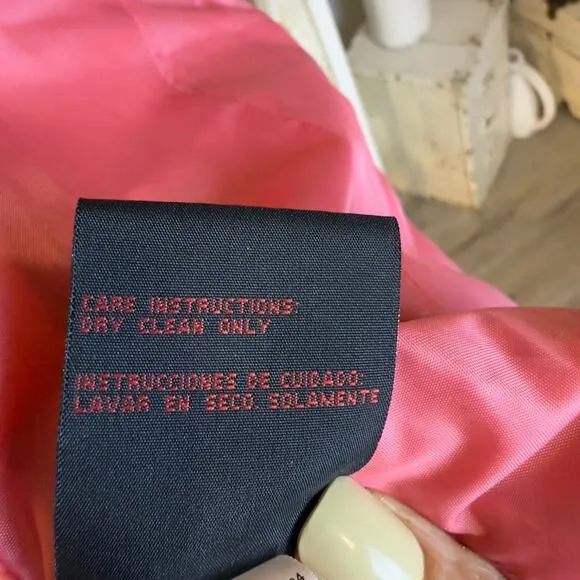 CARE INSTRUCTIONS:
DRY CLEAN ONLY
INSTRUCCIONES DE CUIDADO:
LAVAR EN SECO. SOLAMENTE